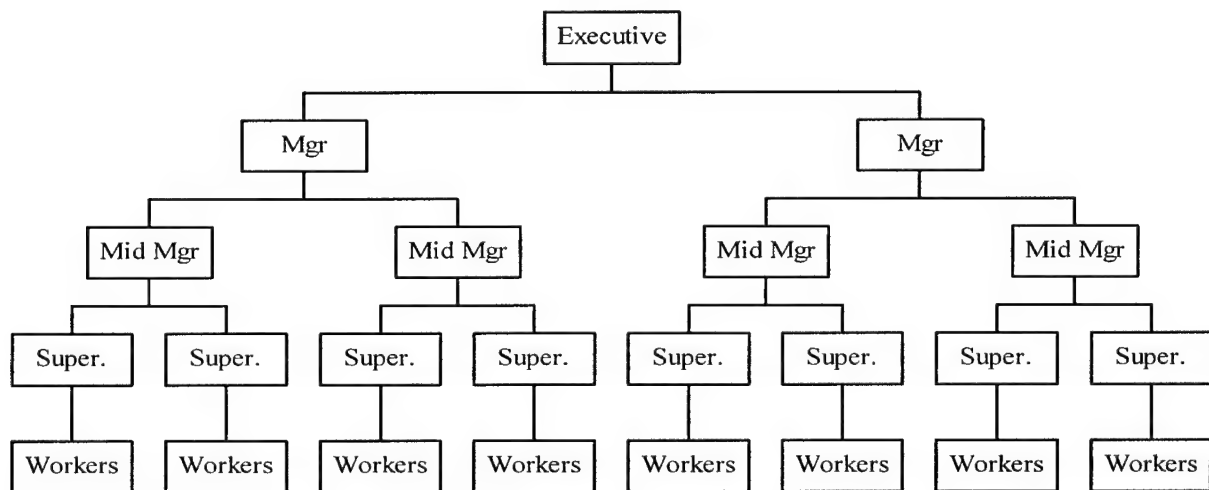 Executive
Mgr Mgr
Mid Mgr Mid Mgr Mid Mgr Mid Mgr
Super. Super. Super. Super. Super. Super. Super. Super.
Workers Workers Workers Workers Workers Workers Workers Workers